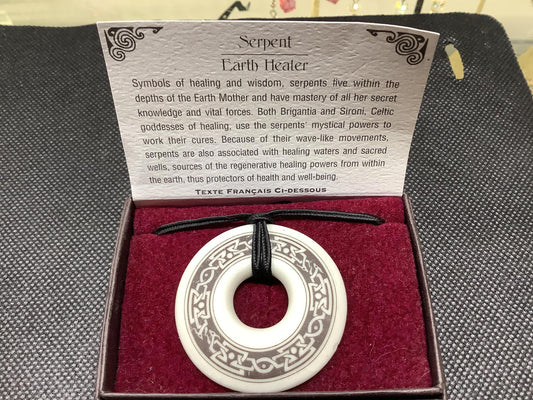 Serpent
Earth Healer
Symbols of healing and wisdom, serpents live within the
depths of the Earth Mother and have mastery of all her secret
knowledge and vital forces. Both Brigantia and Sironi, Celtic
goddesses of healing, use the serpents' mystical powers to
work their cures. Because of their wave-like movements,
serpents are also associated with healing waters and sacred
wells, sources of the regenerative healing powers from within
the earth, thus protectors of health and well-being.
Texte Français Ci-dessous